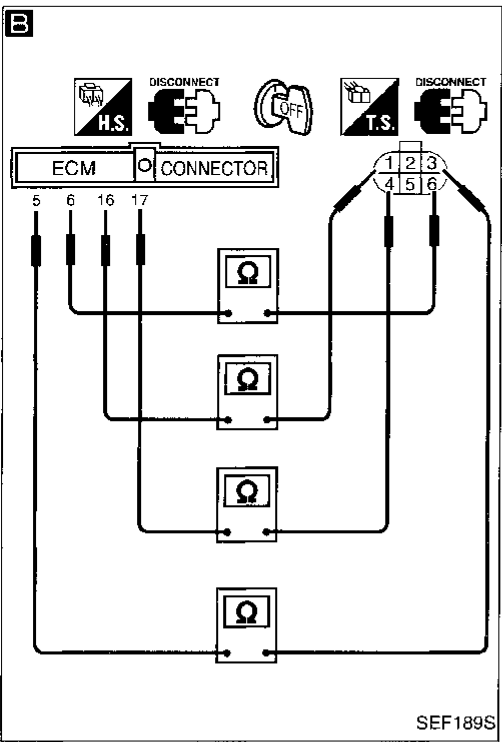 B
DISCONNECT
DISCONNECT
H.S.
OFF
T.S.
ECM
CONNECTOR
1 2 3
4 5 6
5 6 16 17
Ω
Ω
Ω
Ω
SEF189S